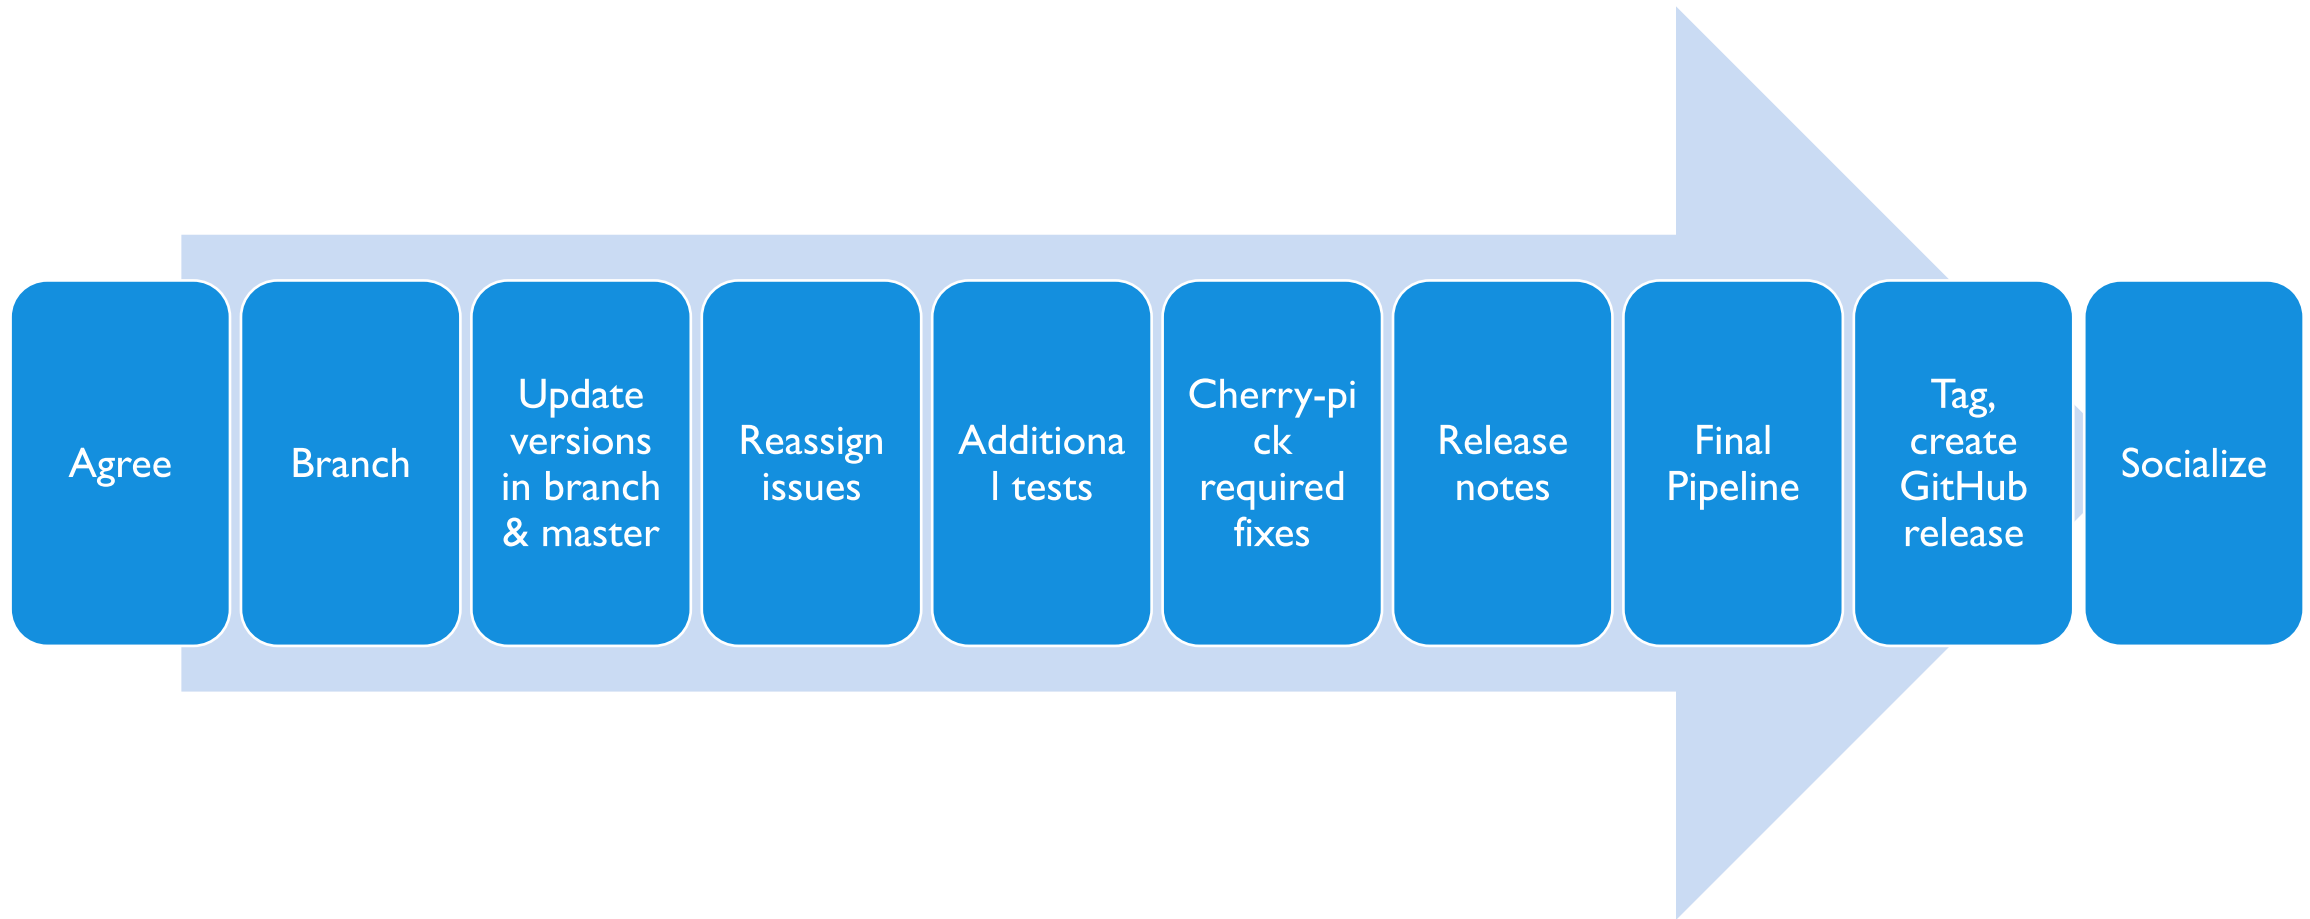 Agree
Branch
Update
versions
in branch
& master
Reassign
issues
Additiona
l tests
Cherry-pi
ck
required
fixes
Release
notes
Final
Pipeline
Tag,
create
GitHub
release
Socialize